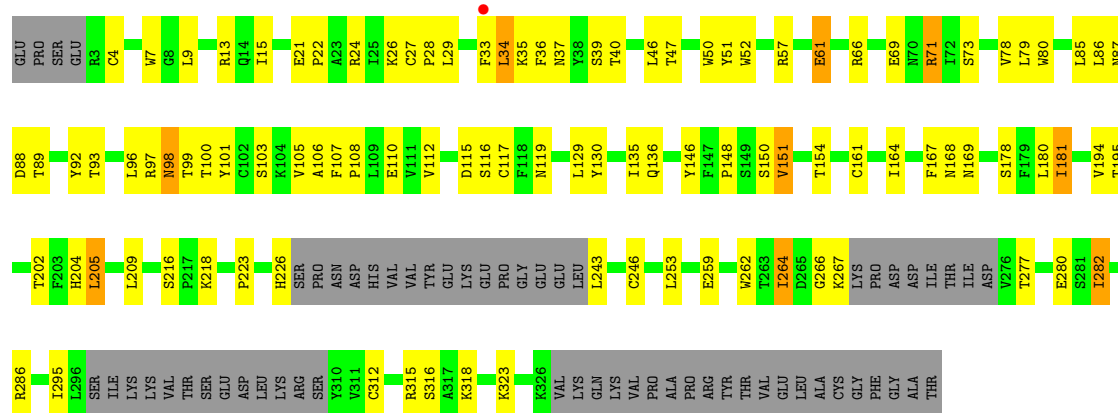 GLU PRO SER GLU R3 C4 W7 G8 L9 R13 Q14 I15 E21 P22 A23 R24 I25 K26 C27 P28 L29 F33 L34 K35 F36 N37 Y38 S39 T40 L46 T47 W50 Y51 W52 R57 E61 R66 E69 N70 R71 I72 S73 V78 L79 W80 L85 L86 N87
D88 T89 Y92 T93 L96 R97 N98 T99 T100 Y101 C102 S103 K104 V105 A106 F107 P108 L109 E110 V111 V112 D115 S116 C117 F118 N119 L129 Y130 I135 Q136 Y146 F147 P148 S149 S150 V151 T154 C161 I164 F167 N168 N169 S178 F179 L180 I181 V194 T195
T202 F203 H204 L205 L209 S216 P217 K218 P223 H226 SER PRO ASN ASP HIS VAL VAL TYR GLU LYS GLU PRO GLY GLU GLU LEU L243 C246 L253 E259 W262 T263 I264 D265 G266 K267 LYS PRO ASP ASP ILE THR ILE ASP V276 T277 E280 S281 I282
R286 I295 L296 SER ILE LYS LYS VAL THR SER GLU ASP LEU LYS ARG SER Y310 V311 C312 R315 S316 A317 K318 K323 K326 VAL LYS GLN LYS VAL PRO ALA PRO ARG TYR THR VAL GLU LEU ALA CYS GLY PHE GLY ALA THR